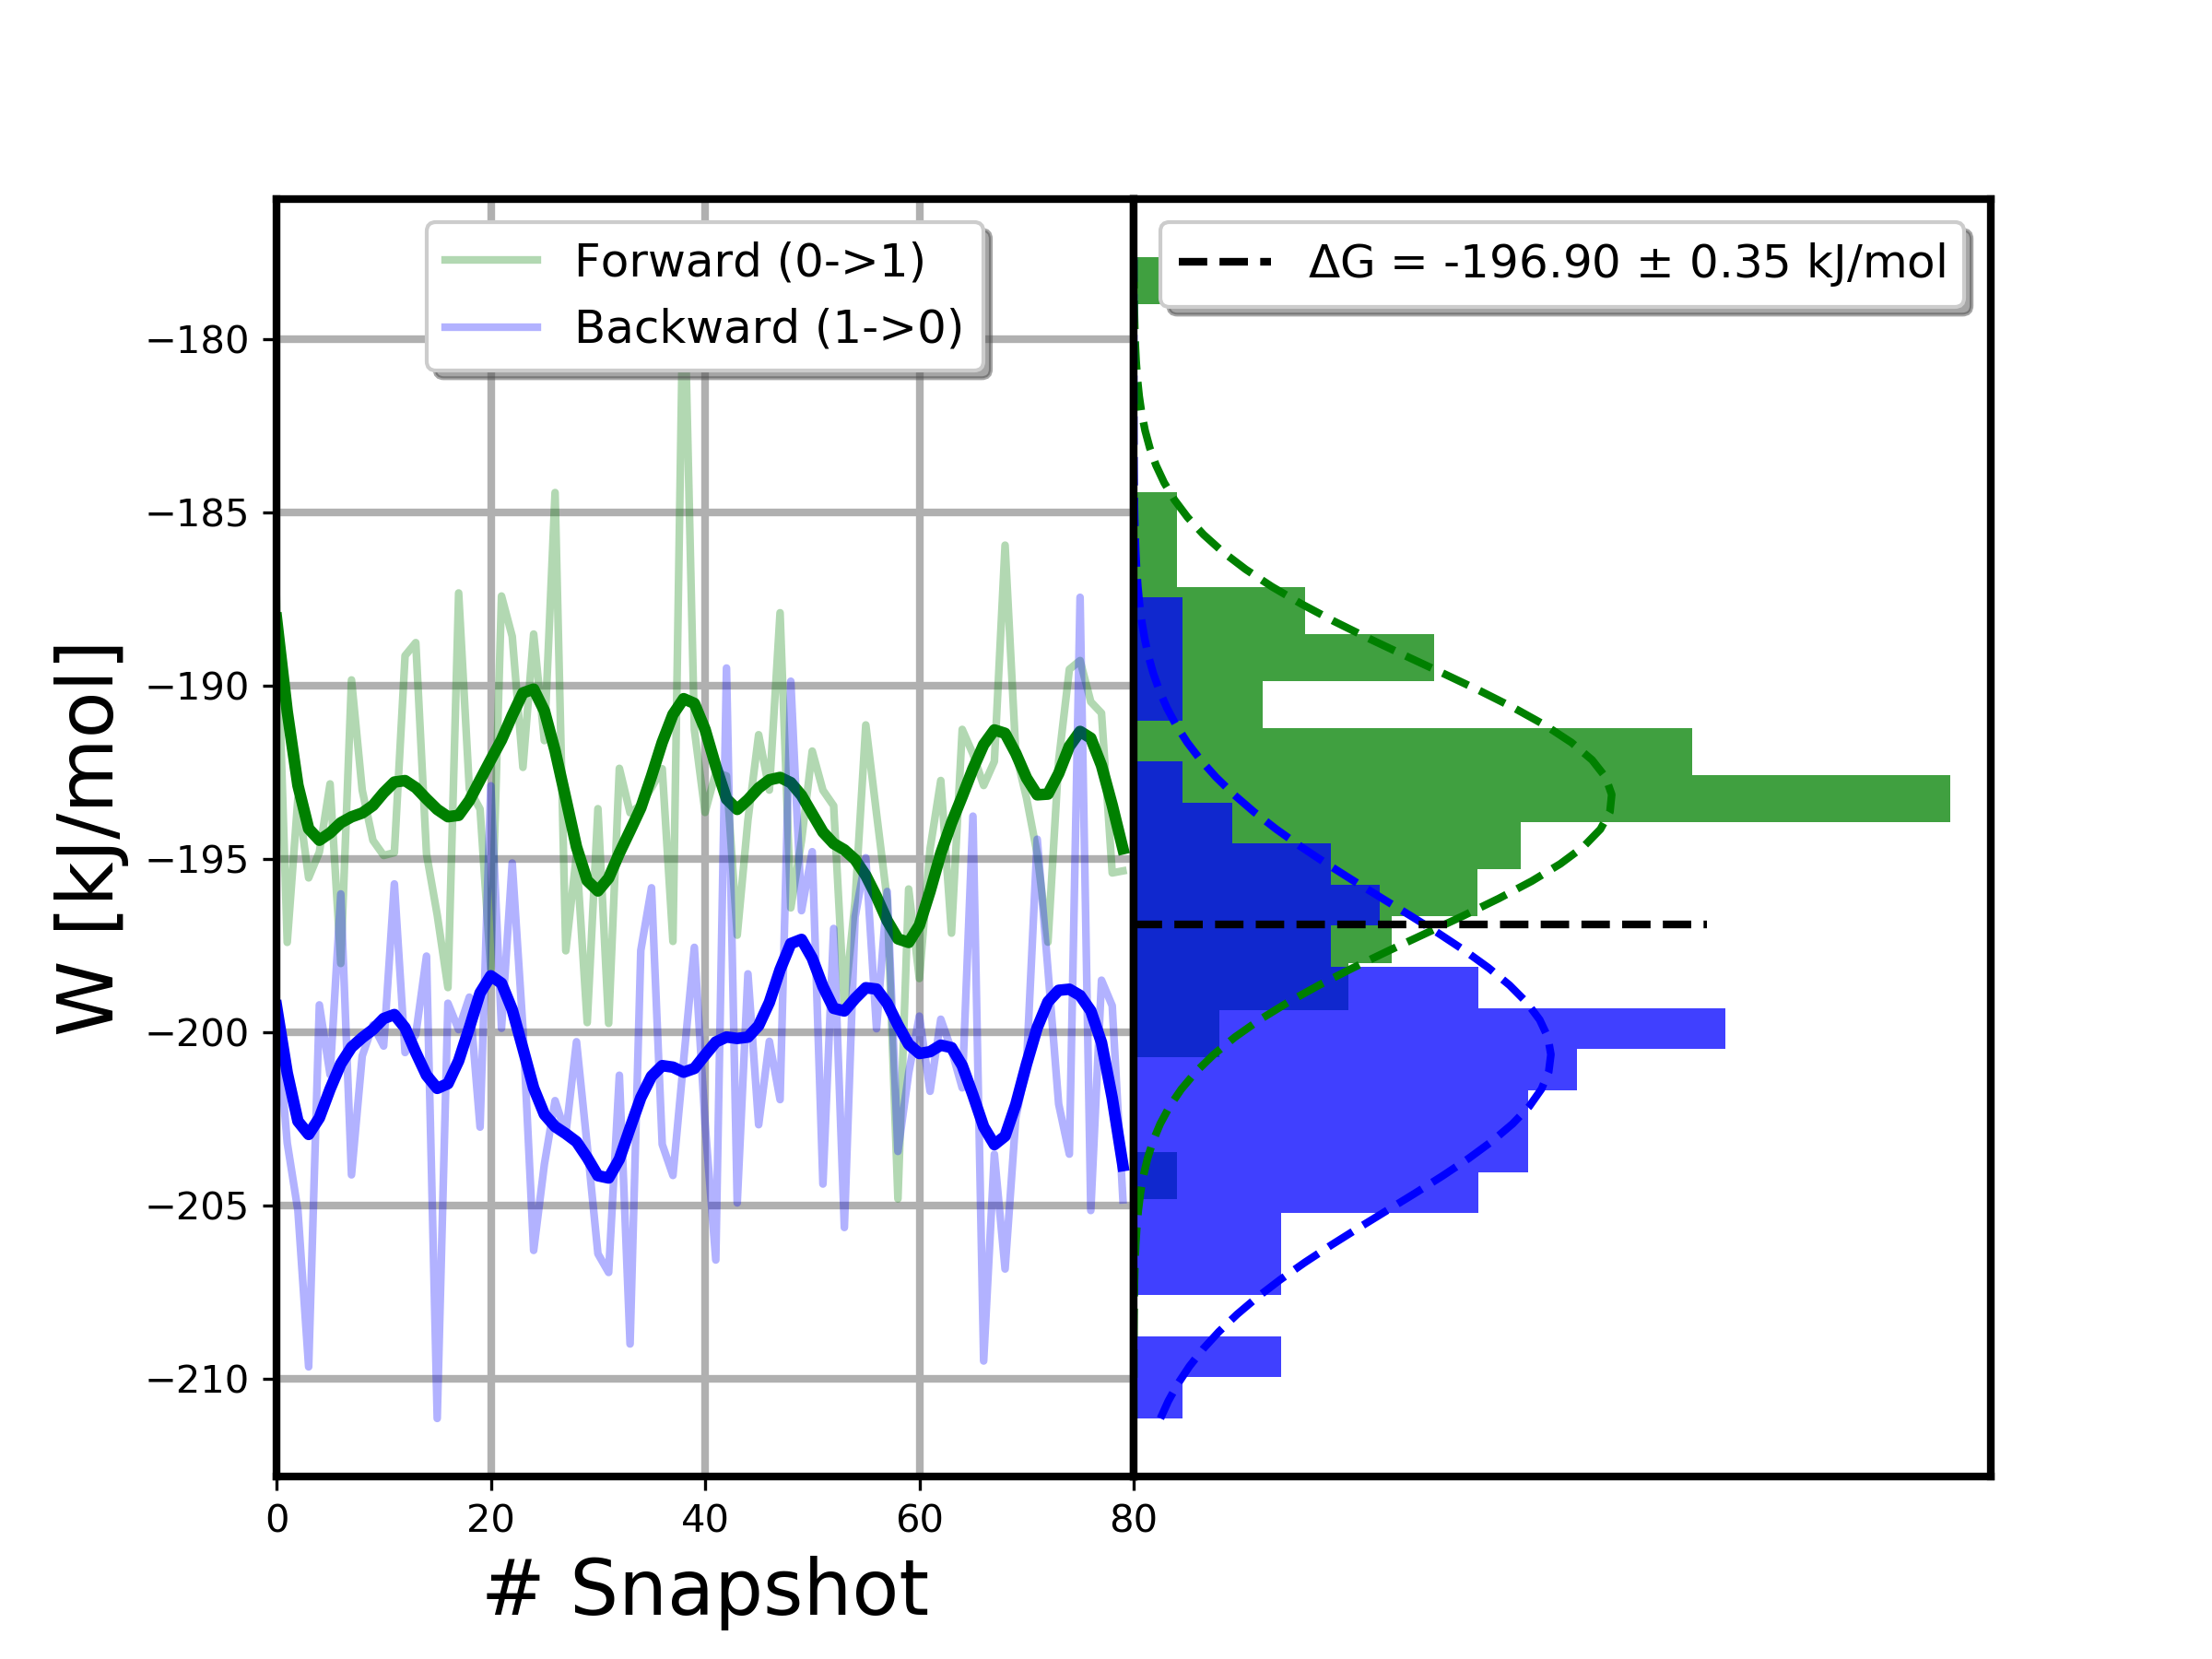 Forward (0->1)
Backward (1->0)
ΔG = -196.90 ± 0.35 kJ/mol
W [kJ/mol]
−180
−185
−190
−195
−200
−205
−210
0 20 40 60 80
# Snapshot